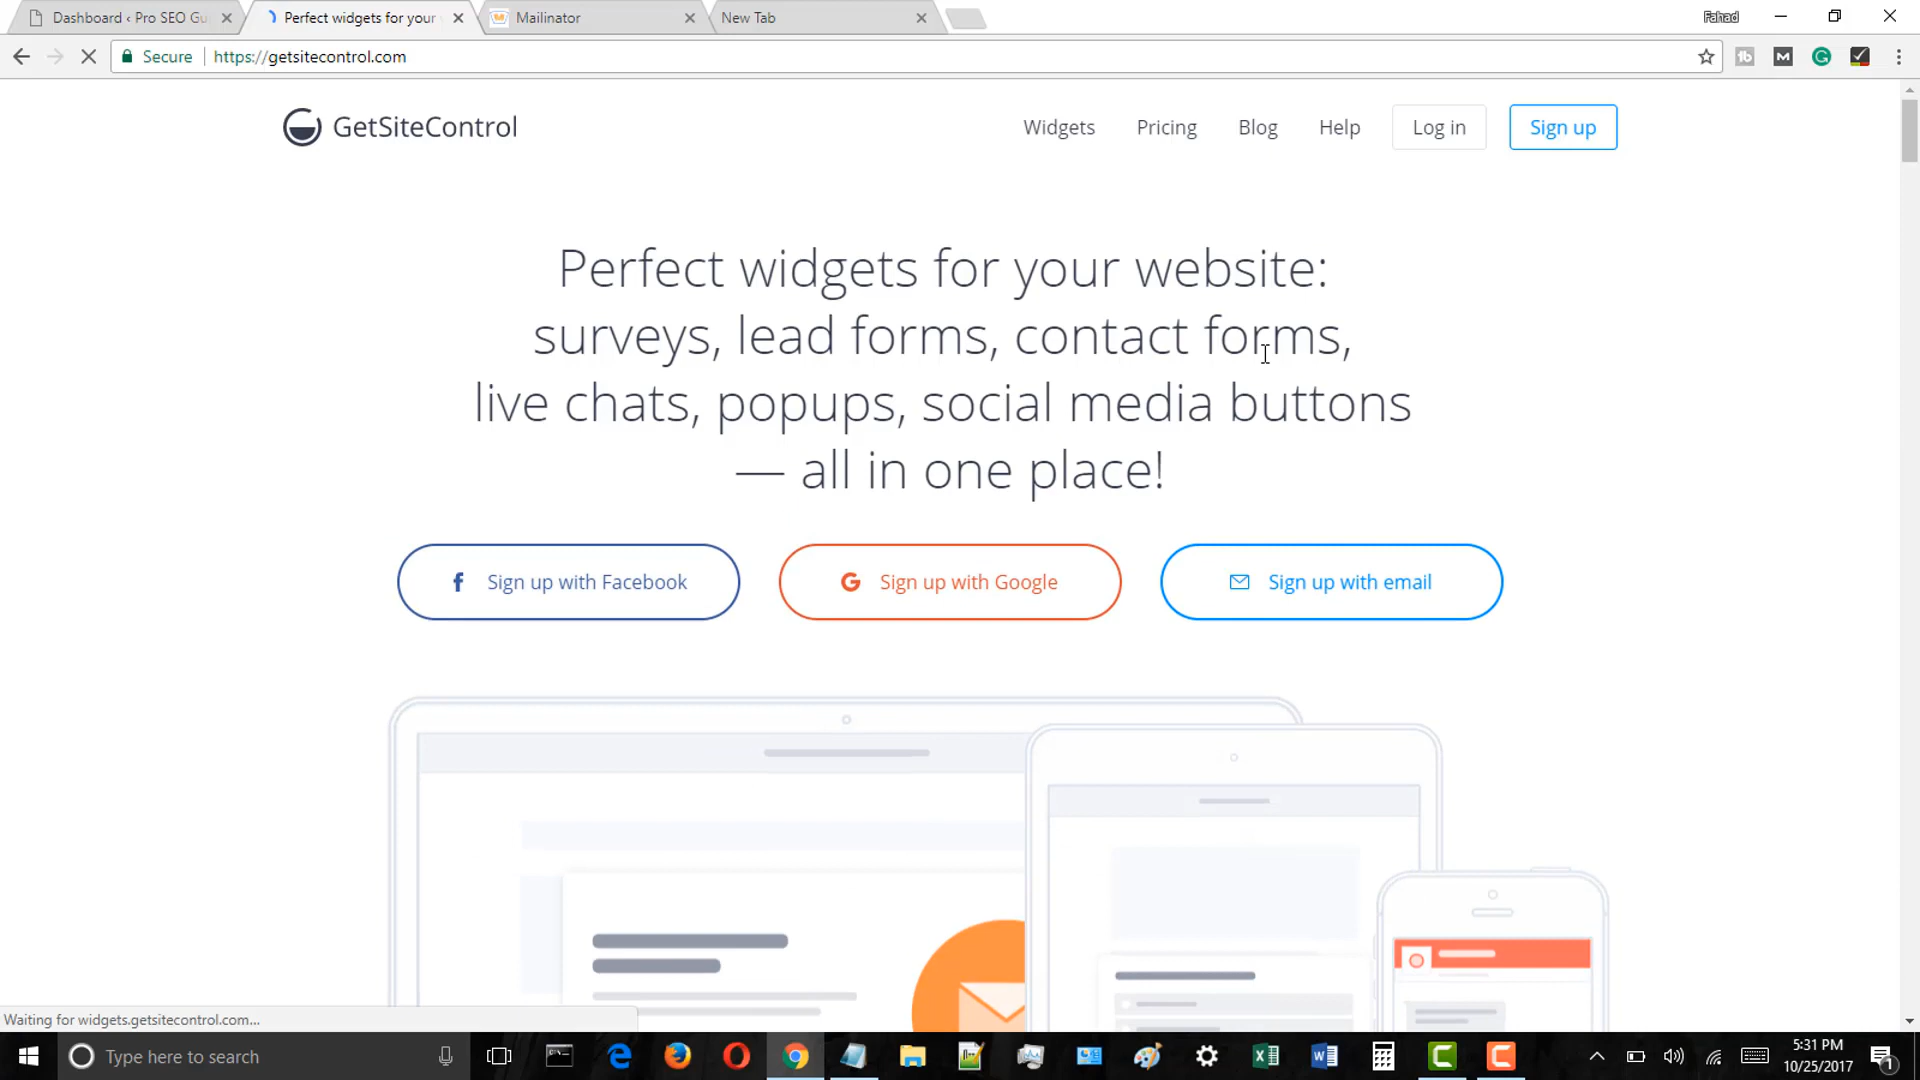 Dashboard ‹ Pro SEO Gu
Perfect widgets for your
Mailinator
New Tab
Fahad
Secure
https://getsitecontrol.com
GetSiteControl
Widgets
Pricing
Blog
Help
Log in
Sign up
Perfect widgets for your website:
surveys, lead forms, contact forms,
live chats, popups, social media buttons
— all in one place!
Sign up with Facebook
Sign up with Google
Sign up with email
Waiting for widgets.getsitecontrol.com...
Type here to search
5:31 PM
10/25/2017
1